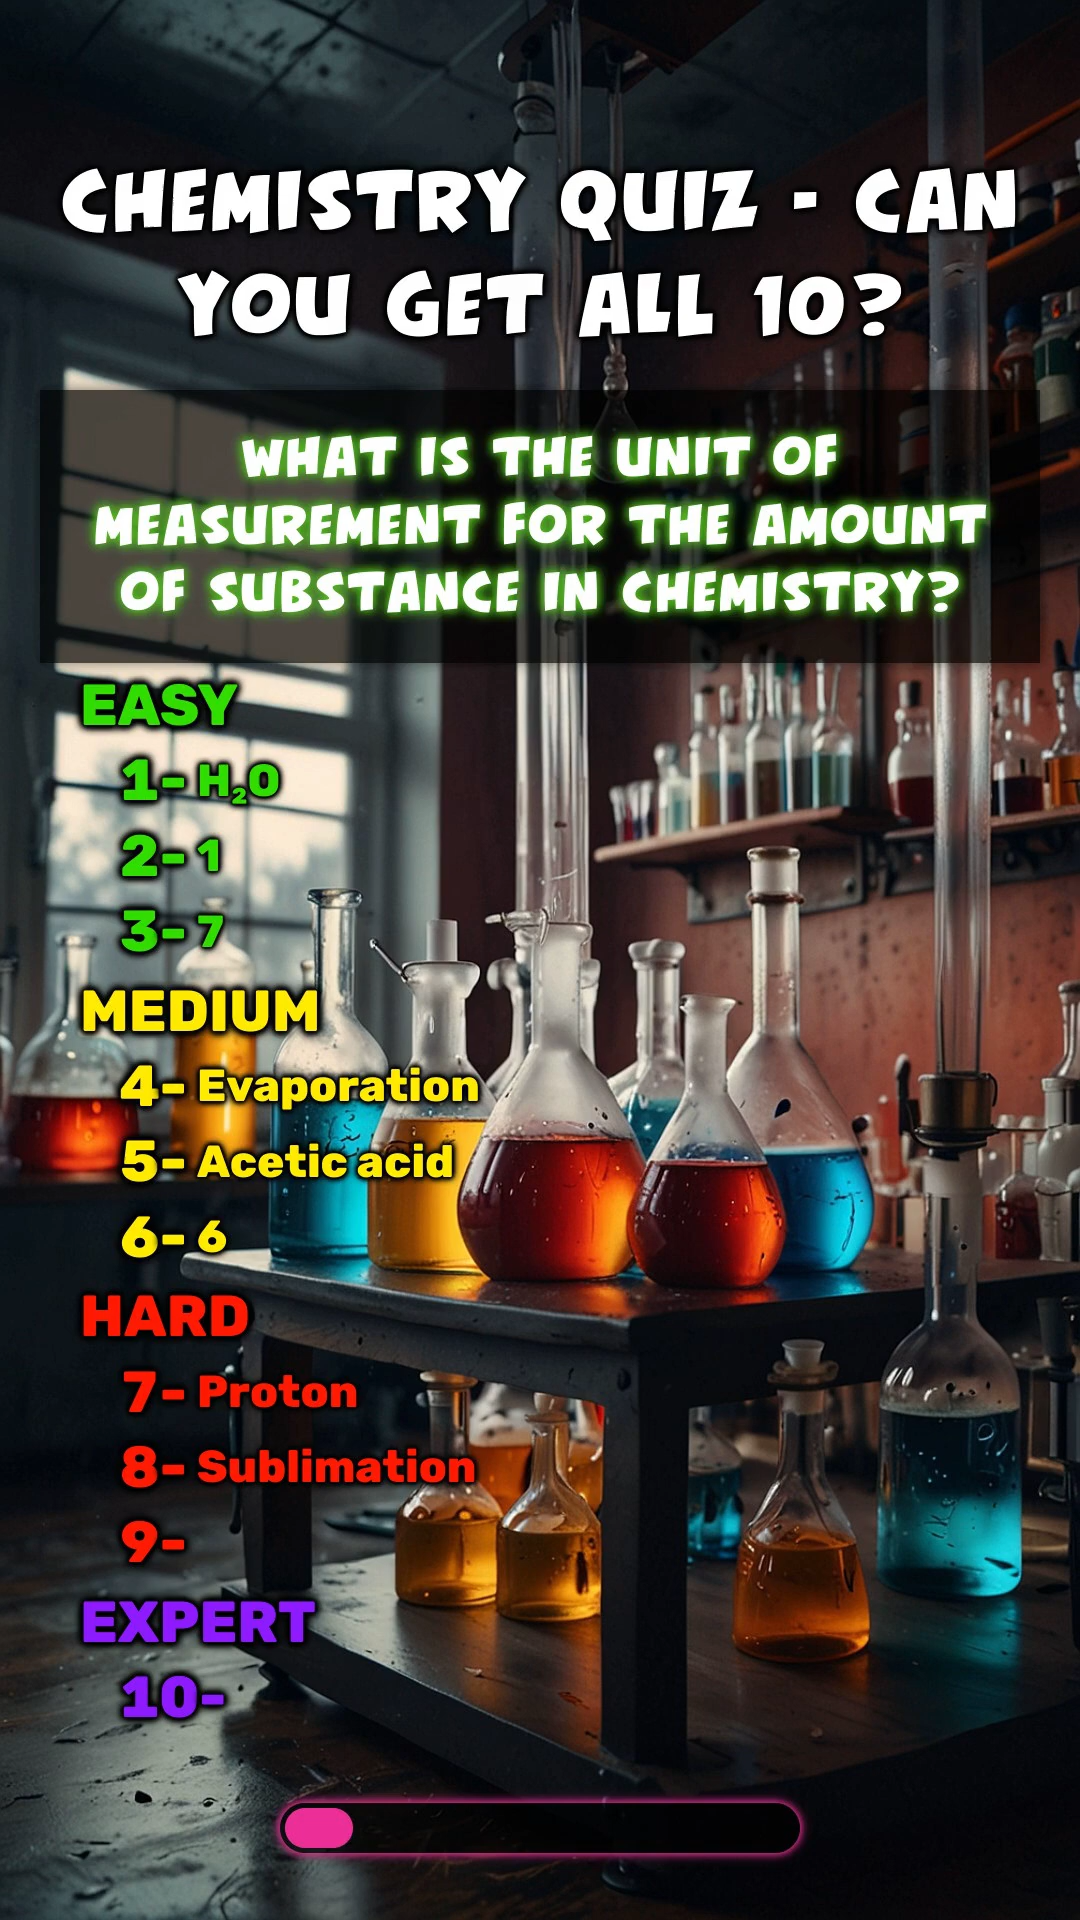 CHEMISTRY QUIZ - CAN
YOU GET ALL 10?
WHAT IS THE UNIT OF
MEASUREMENT FOR THE AMOUNT
OF SUBSTANCE IN CHEMISTRY?
EASY
1- H₂O
2- 1
3- 7
MEDIUM
4- Evaporation
5- Acetic acid
6- 6
HARD
7- Proton
8- Sublimation
9-
EXPERT
10-